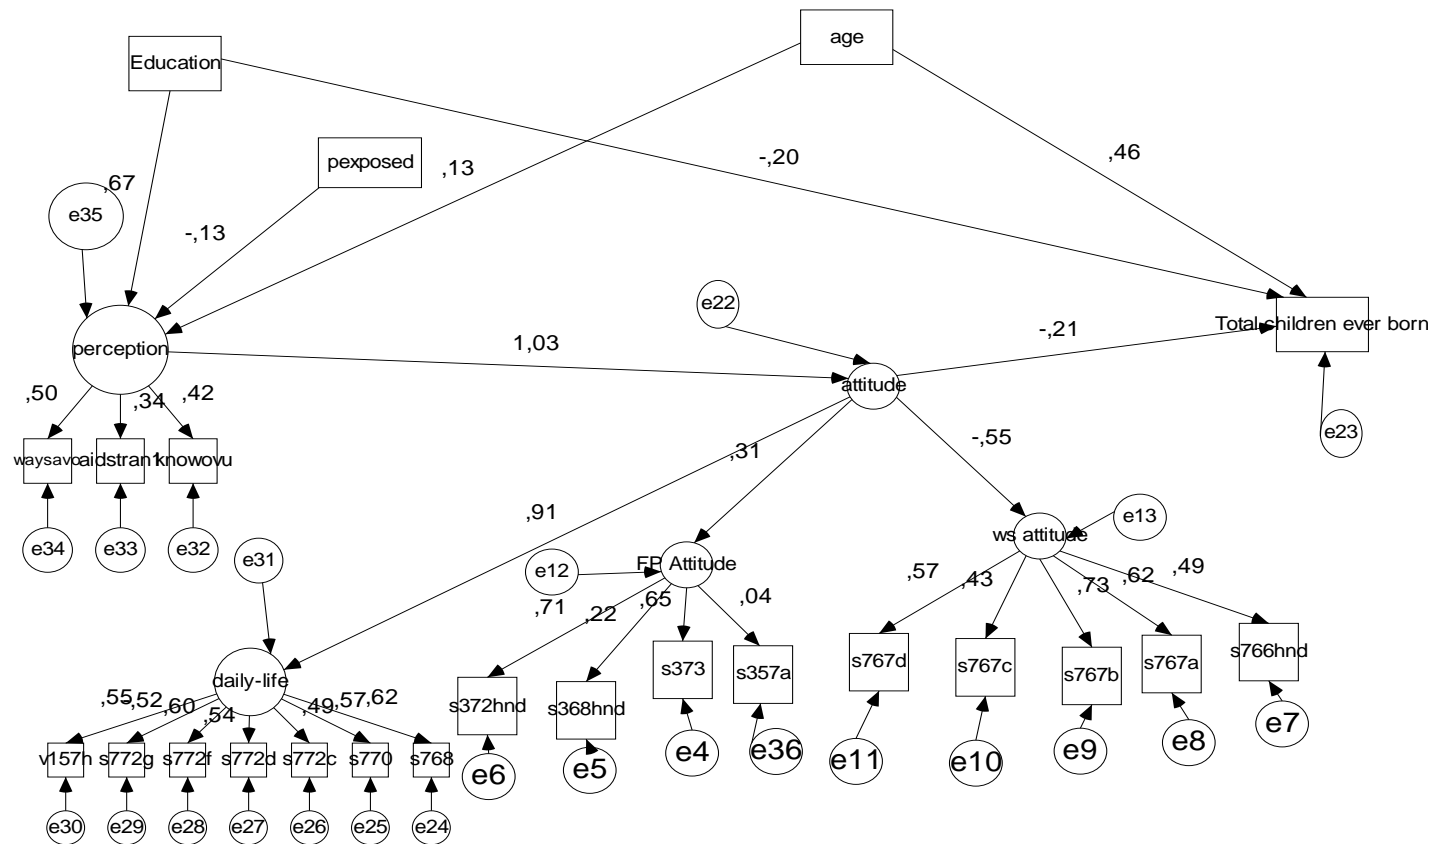 age
Education
pexposed
,13
-,20
,46
,67
e35
-,13
e22
perception
1,03
-,21
Total children ever born
attitude
,50
,34
,42
-,55
e23
waysavo
aidstran1
knowovu
,31
,91
e34
e33
e32
e31
e12
FP Attitude
ws attitude
e13
,71
,22
,65
,04
,57
,43
,73
,62
,49
daily-life
s372hnd
s368hnd
s373
s357a
s767d
s767c
s767b
s767a
s766hnd
,55
-,52
,60
,54
,49
,57
,62
v157h
s772g
s772f
s772d
s772c
s770
s768
e6
e5
e4
e36
e11
e10
e9
e8
e7
e30
e29
e28
e27
e26
e25
e24